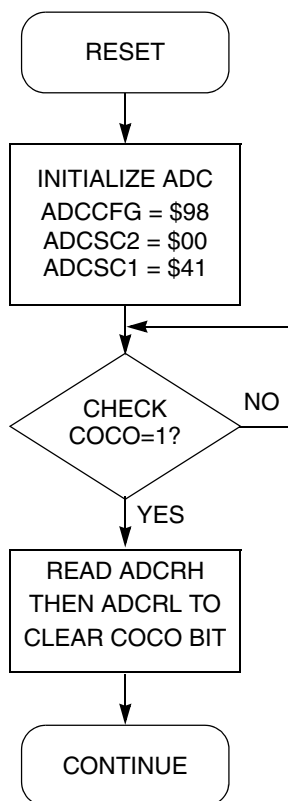 RESET
INITIALIZE ADC
ADCCFG = $98
ADCSC2 = $00
ADCSC1 = $41
CHECK
COCO=1?
NO
YES
READ ADCRH
THEN ADCRL TO
CLEAR COCO BIT
CONTINUE